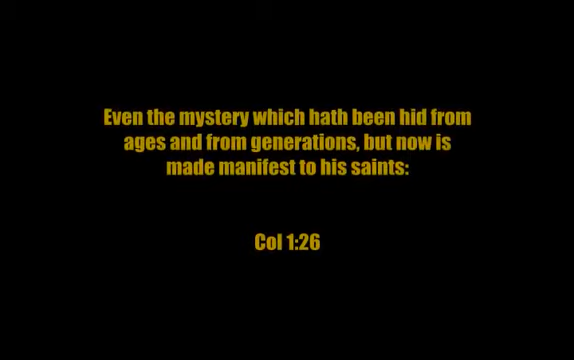 Even the mystery which hath been hid from
ages and from generations, but now is
made manifest to his saints:
Col 1:26